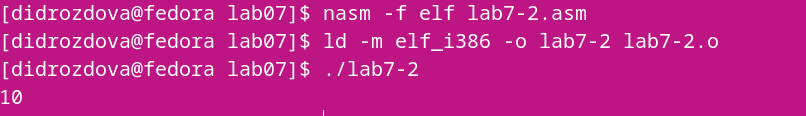 [didrozdova@fedora lab07]$ nasm -f elf lab7-2.asm
[didrozdova@fedora lab07]$ ld -m elf_i386 -o lab7-2 lab7-2.o
[didrozdova@fedora lab07]$ ./lab7-2
10